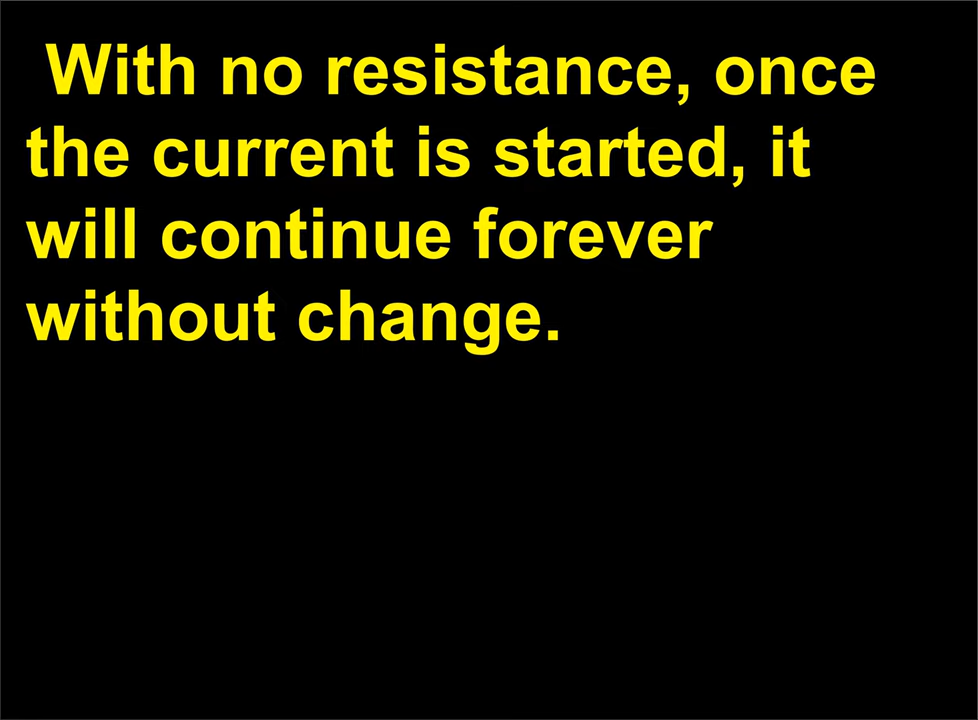 With no resistance, once
the current is started, it
will continue forever
without change.